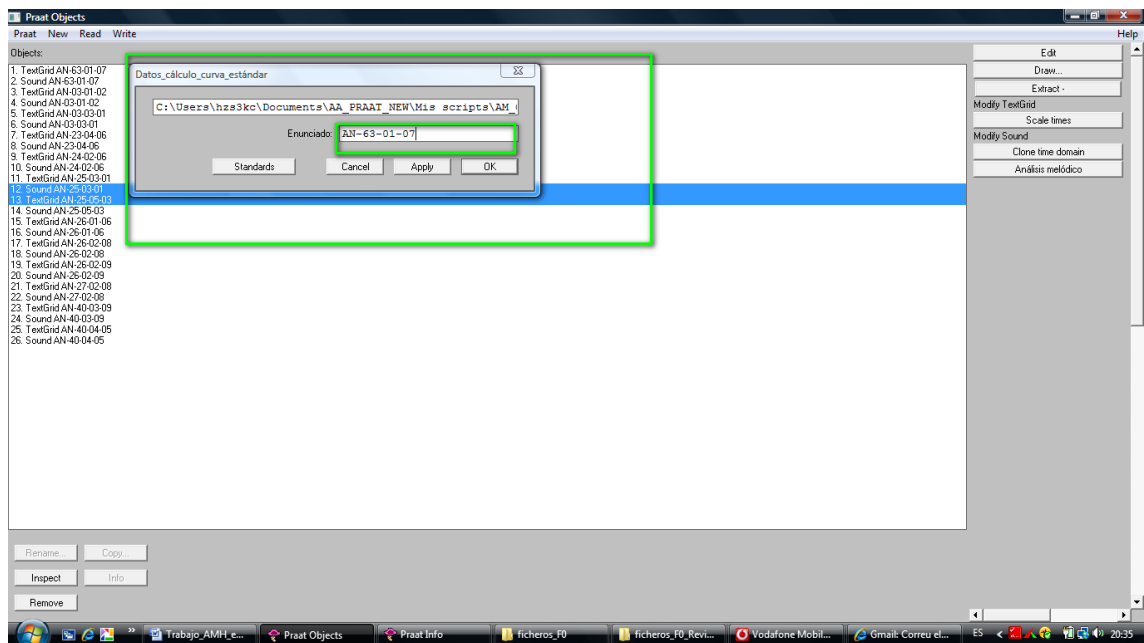 Praat Objects
Praat New Read Write Help
Objects:
1. TextGrid AN-63-01-07
2. Sound AN-63-01-07
3. TextGrid AN-03-01-02
4. Sound AN-03-01-02
5. TextGrid AN-03-03-01
6. Sound AN-03-03-01
7. TextGrid AN-23-04-06
8. Sound AN-23-04-06
9. TextGrid AN-24-02-06
10. Sound AN-24-02-06
11. TextGrid AN-25-03-01
12. Sound AN-25-03-01
13. TextGrid AN-25-05-03
14. Sound AN-25-05-03
15. TextGrid AN-26-01-06
16. Sound AN-26-01-06
17. TextGrid AN-26-02-08
18. Sound AN-26-02-08
19. TextGrid AN-26-02-09
20. Sound AN-26-02-09
21. TextGrid AN-27-02-08
22. Sound AN-27-02-08
23. TextGrid AN-40-03-09
24. Sound AN-40-03-09
25. TextGrid AN-40-04-05
26. Sound AN-40-04-05
Datos_cálculo_curva_estándar
C:\Users\hzs3kc\Documents\AA_PRAAT_NEW\Mis scripts\AM_
Enunciado: AN-63-01-07
Standards Cancel Apply OK
Edit
Draw...
Extract -
Modify TextGrid
Scale times
Modify Sound
Clone time domain
Análisis melódico
Rename... Copy...
Inspect Info
Remove
Trabajo_AMH_e... Praat Objects Praat Info ficheros_F0 ficheros_F0_Revi... Vodafone Mobil... Gmail: Correu el... ES 20:35